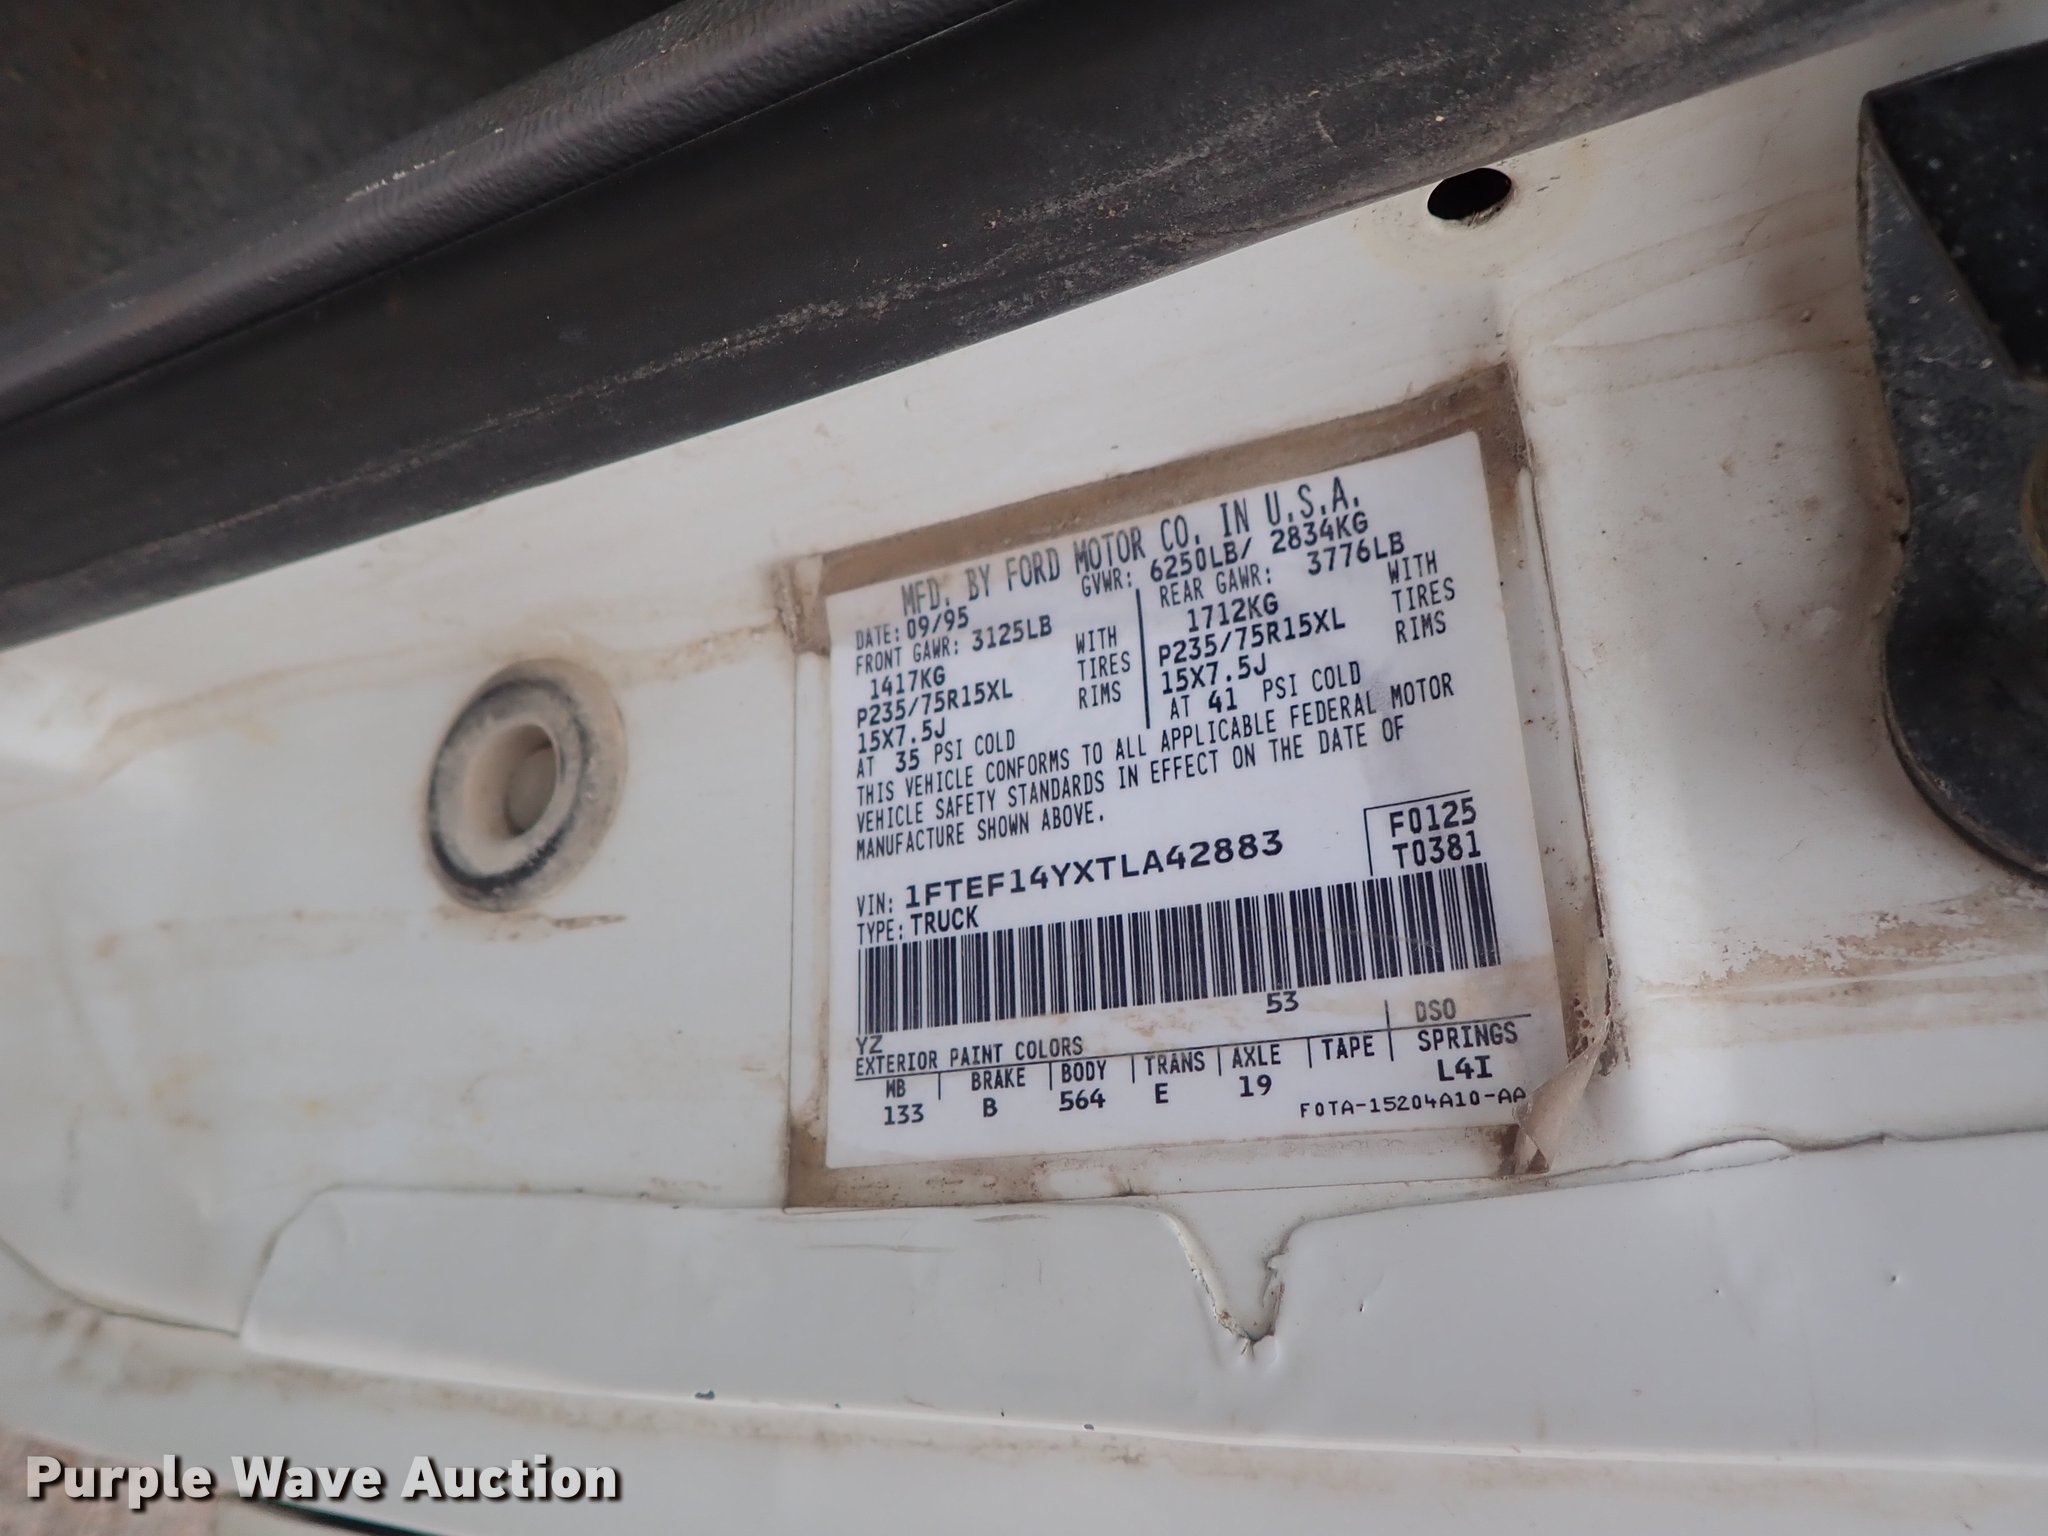 MFD. BY FORD MOTOR CO. IN U.S.A.
DATE: 09/95 GVWR: 6250LB/ 2834KG
FRONT GAWR: 3125LB REAR GAWR: 3776LB
1417KG WITH 1712KG WITH
P235/75R15XL TIRES P235/75R15XL TIRES
15X7.5J RIMS 15X7.5J RIMS
AT 35 PSI COLD AT 41 PSI COLD
THIS VEHICLE CONFORMS TO ALL APPLICABLE FEDERAL MOTOR
VEHICLE SAFETY STANDARDS IN EFFECT ON THE DATE OF
MANUFACTURE SHOWN ABOVE.
F0125
VIN: 1FTEF14YXTLA42883 T0381
TYPE: TRUCK
53
YZ DSO
EXTERIOR PAINT COLORS
WB BRAKE BODY TRANS AXLE TAPE SPRINGS
133 B 564 E 19 L4I
F0TA-15204A10-AA
Purple Wave Auction